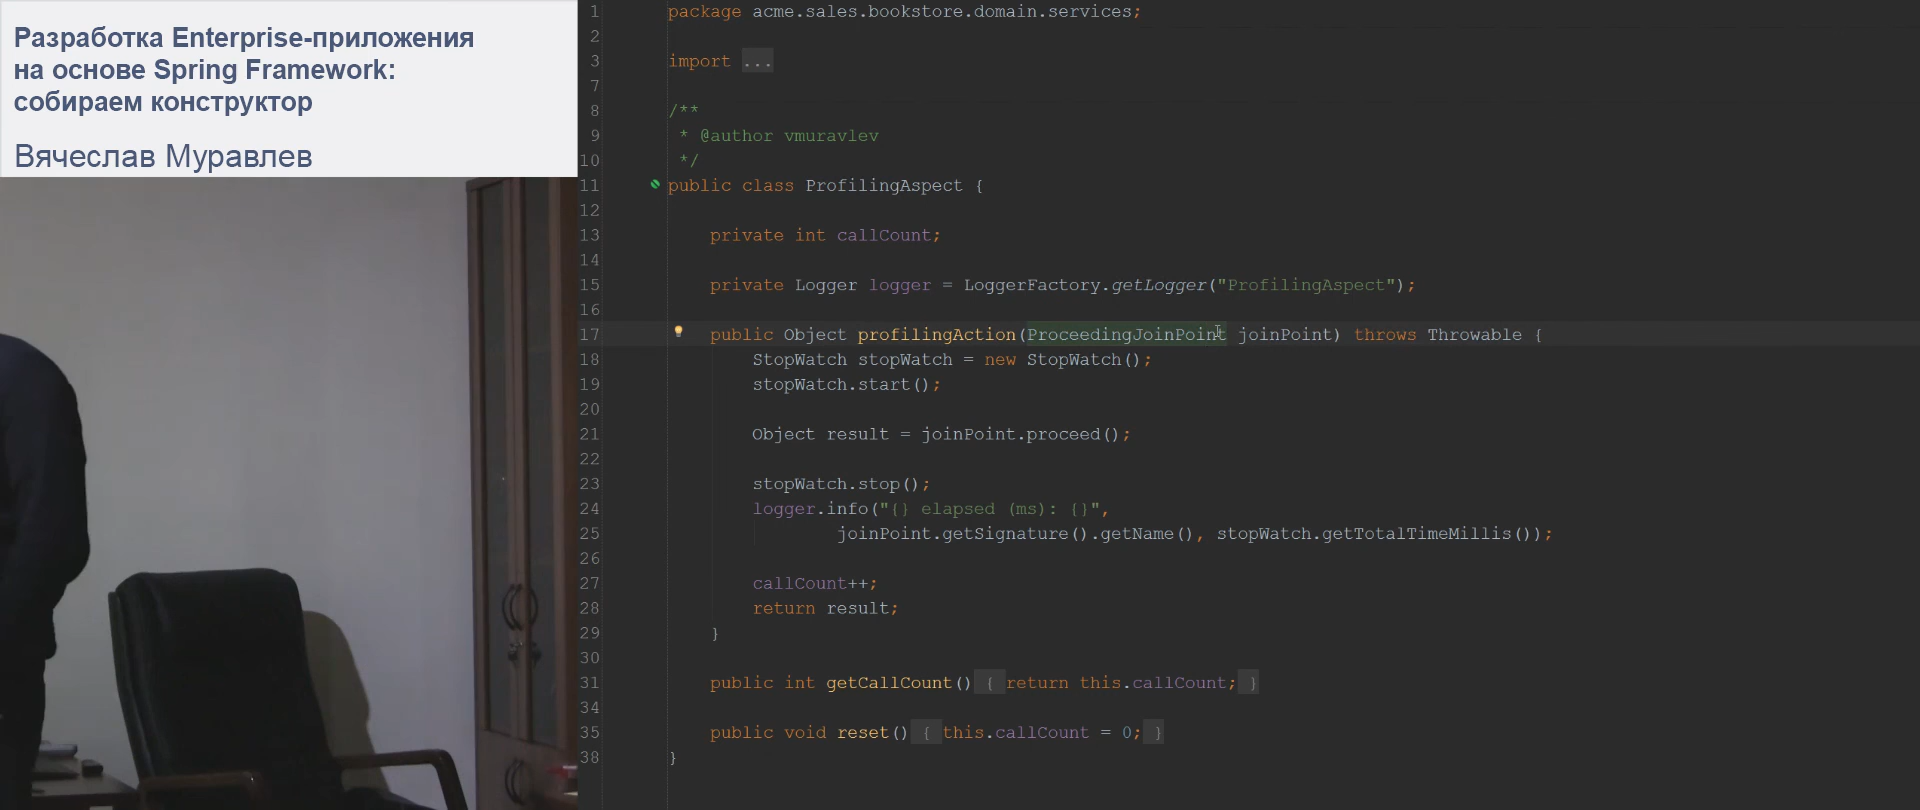 Разработка Enterprise-приложения
на основе Spring Framework:
собираем конструктор
Вячеслав Муравлев
1 package acme.sales.bookstore.domain.services;
2
3 import ...
7
8 /**
9 * @author vmuravlev
10 */
11 public class ProfilingAspect {
12
13 private int callCount;
14
15 private Logger logger = LoggerFactory.getLogger("ProfilingAspect");
16
17 public Object profilingAction(ProceedingJoinPoint joinPoint) throws Throwable {
18 StopWatch stopWatch = new StopWatch();
19 stopWatch.start();
20
21 Object result = joinPoint.proceed();
22
23 stopWatch.stop();
24 logger.info("{} elapsed (ms): {}",
25 joinPoint.getSignature().getName(), stopWatch.getTotalTimeMillis());
26
27 callCount++;
28 return result;
29 }
30
31 public int getCallCount() { return this.callCount; }
34
35 public void reset() { this.callCount = 0; }
38 }